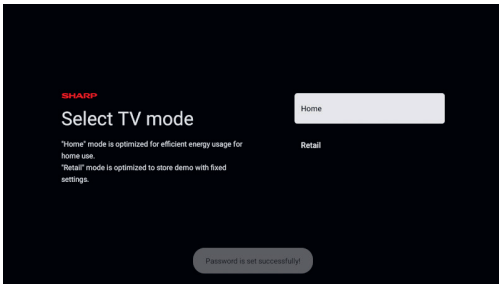 SHARP
Select TV mode
"Home" mode is optimized for efficient energy usage for
home use.
"Retail" mode is optimized to store demo with fixed
settings.
Home
Retail
Password is set successfully!